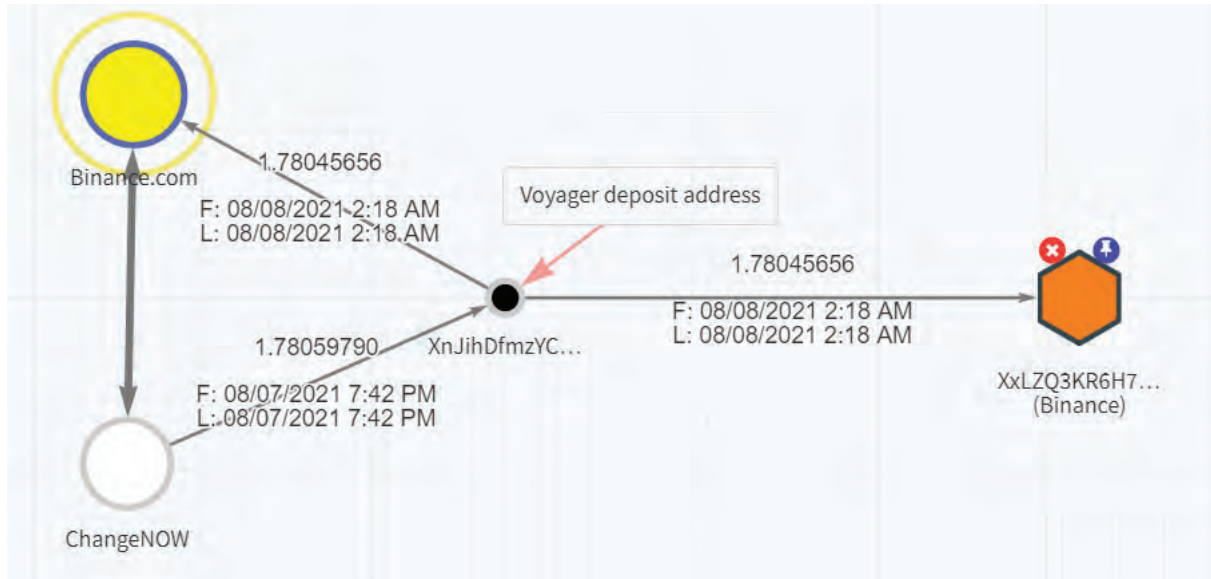 Binance.com
1.78045656
F: 08/08/2021 2:18 AM
L: 08/08/2021 2:18 AM
Voyager deposit address
1.78045656
F: 08/08/2021 2:18 AM
L: 08/08/2021 2:18 AM
1.78059790
XnJihDfmzYC...
F: 08/07/2021 7:42 PM
L: 08/07/2021 7:42 PM
XxLZQ3KR6H7...
(Binance)
ChangeNOW